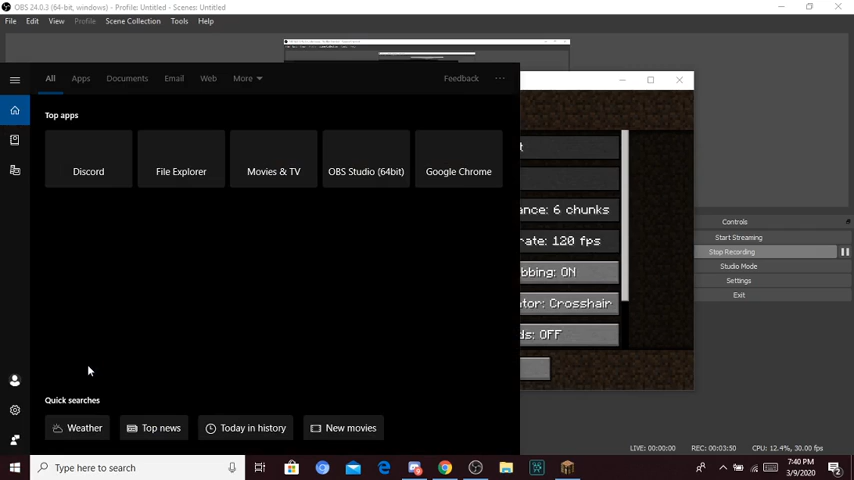 OBS 24.0.3 (64-bit, windows) - Profile: Untitled - Scenes: Untitled
File Edit View Profile Scene Collection Tools Help
All Apps Documents Email Web More Feedback
Top apps
Discord File Explorer Movies & TV OBS Studio (64bit) Google Chrome
t
ance: 6 chunks
rate: 120 fps
bbing: ON
tor: Crosshair
ds: OFF
Controls
Start Streaming
Stop Recording
Studio Mode
Settings
Exit
Quick searches
Weather Top news Today in history New movies
LIVE: 00:00:00 REC: 00:03:50 CPU: 12.4%, 30.00 fps
Type here to search
7:40 PM
3/9/2020
2